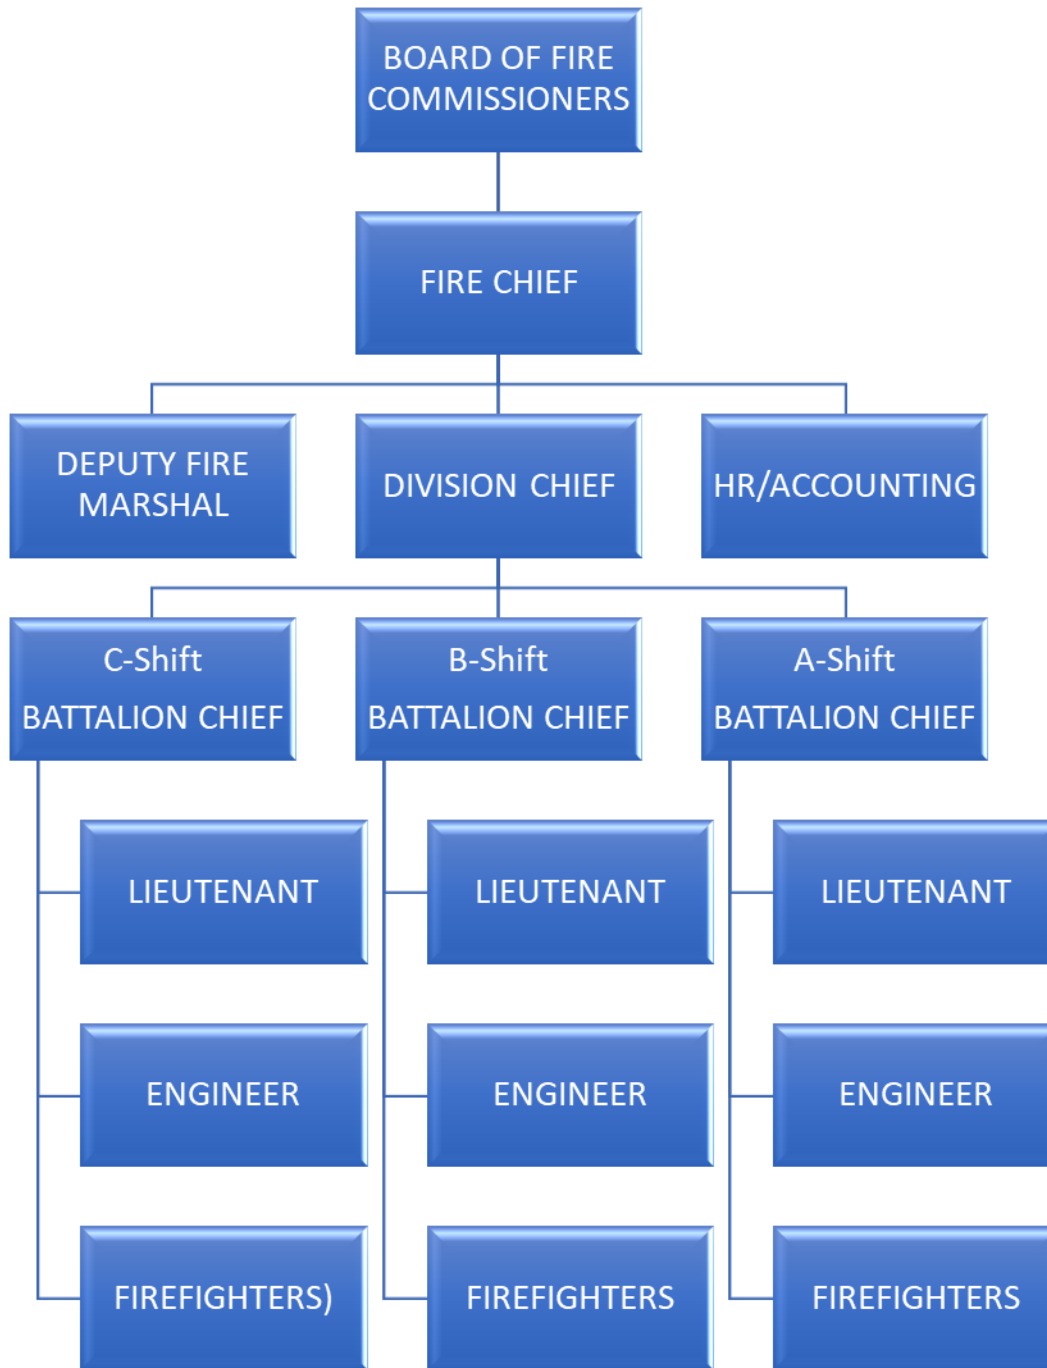 BOARD OF FIRE
COMMISSIONERS
FIRE CHIEF
DEPUTY FIRE
MARSHAL
DIVISION CHIEF
HR/ACCOUNTING
C-Shift
BATTALION CHIEF
B-Shift
BATTALION CHIEF
A-Shift
BATTALION CHIEF
LIEUTENANT
LIEUTENANT
LIEUTENANT
ENGINEER
ENGINEER
ENGINEER
FIREFIGHTERS)
FIREFIGHTERS
FIREFIGHTERS